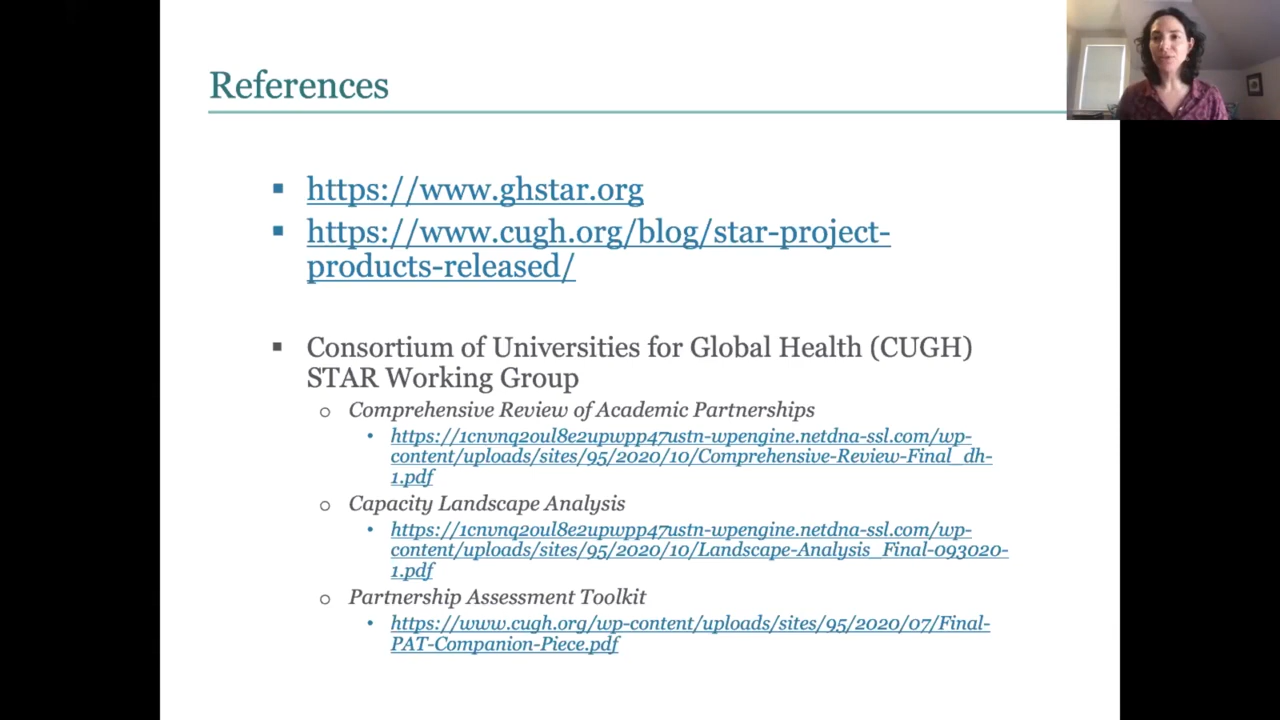 References
https://www.ghstar.org
https://www.cugh.org/blog/star-project-
products-released/
Consortium of Universities for Global Health (CUGH)
STAR Working Group
Comprehensive Review of Academic Partnerships
https://1cnvnq2oul8e2upwpp47ustn-wpengine.netdna-ssl.com/wp-
content/uploads/sites/95/2020/10/Comprehensive-Review-Final_dh-
1.pdf
Capacity Landscape Analysis
https://1cnvnq2oul8e2upwpp47ustn-wpengine.netdna-ssl.com/wp-
content/uploads/sites/95/2020/10/Landscape-Analysis_Final-093020-
1.pdf
Partnership Assessment Toolkit
https://www.cugh.org/wp-content/uploads/sites/95/2020/07/Final-
PAT-Companion-Piece.pdf